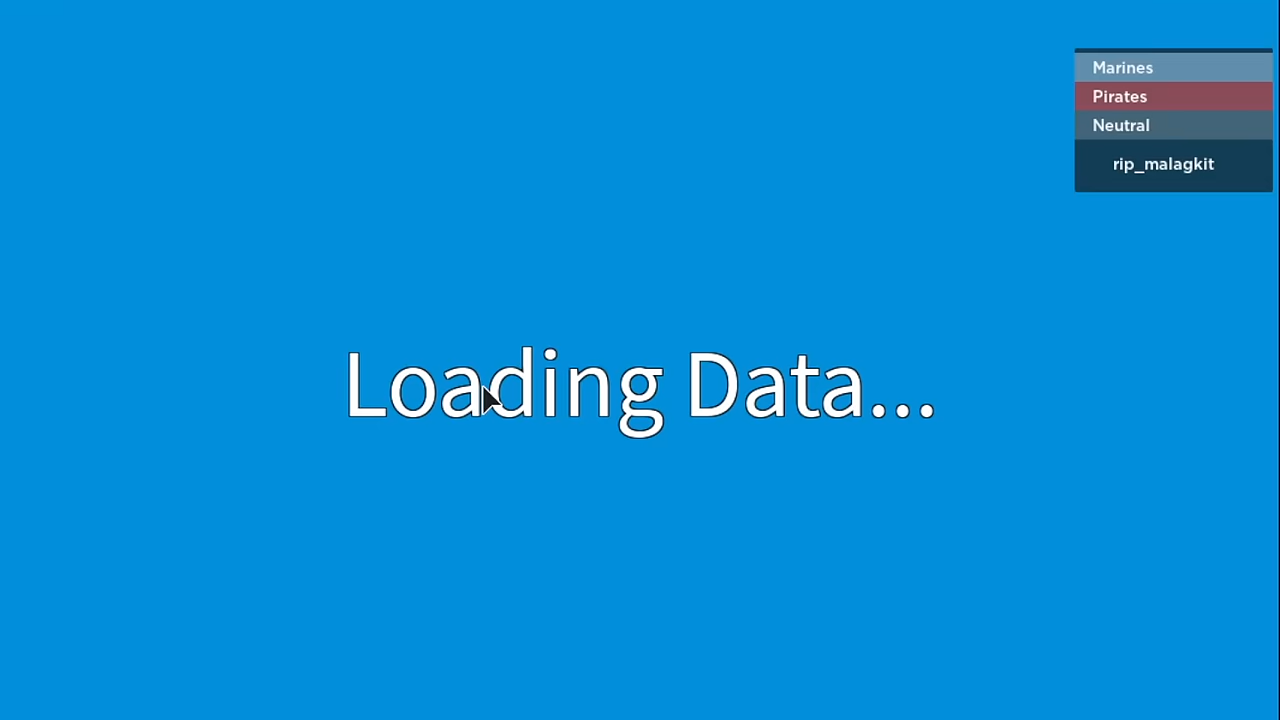 Marines
Pirates
Neutral
rip_malagkit
Loading Data...